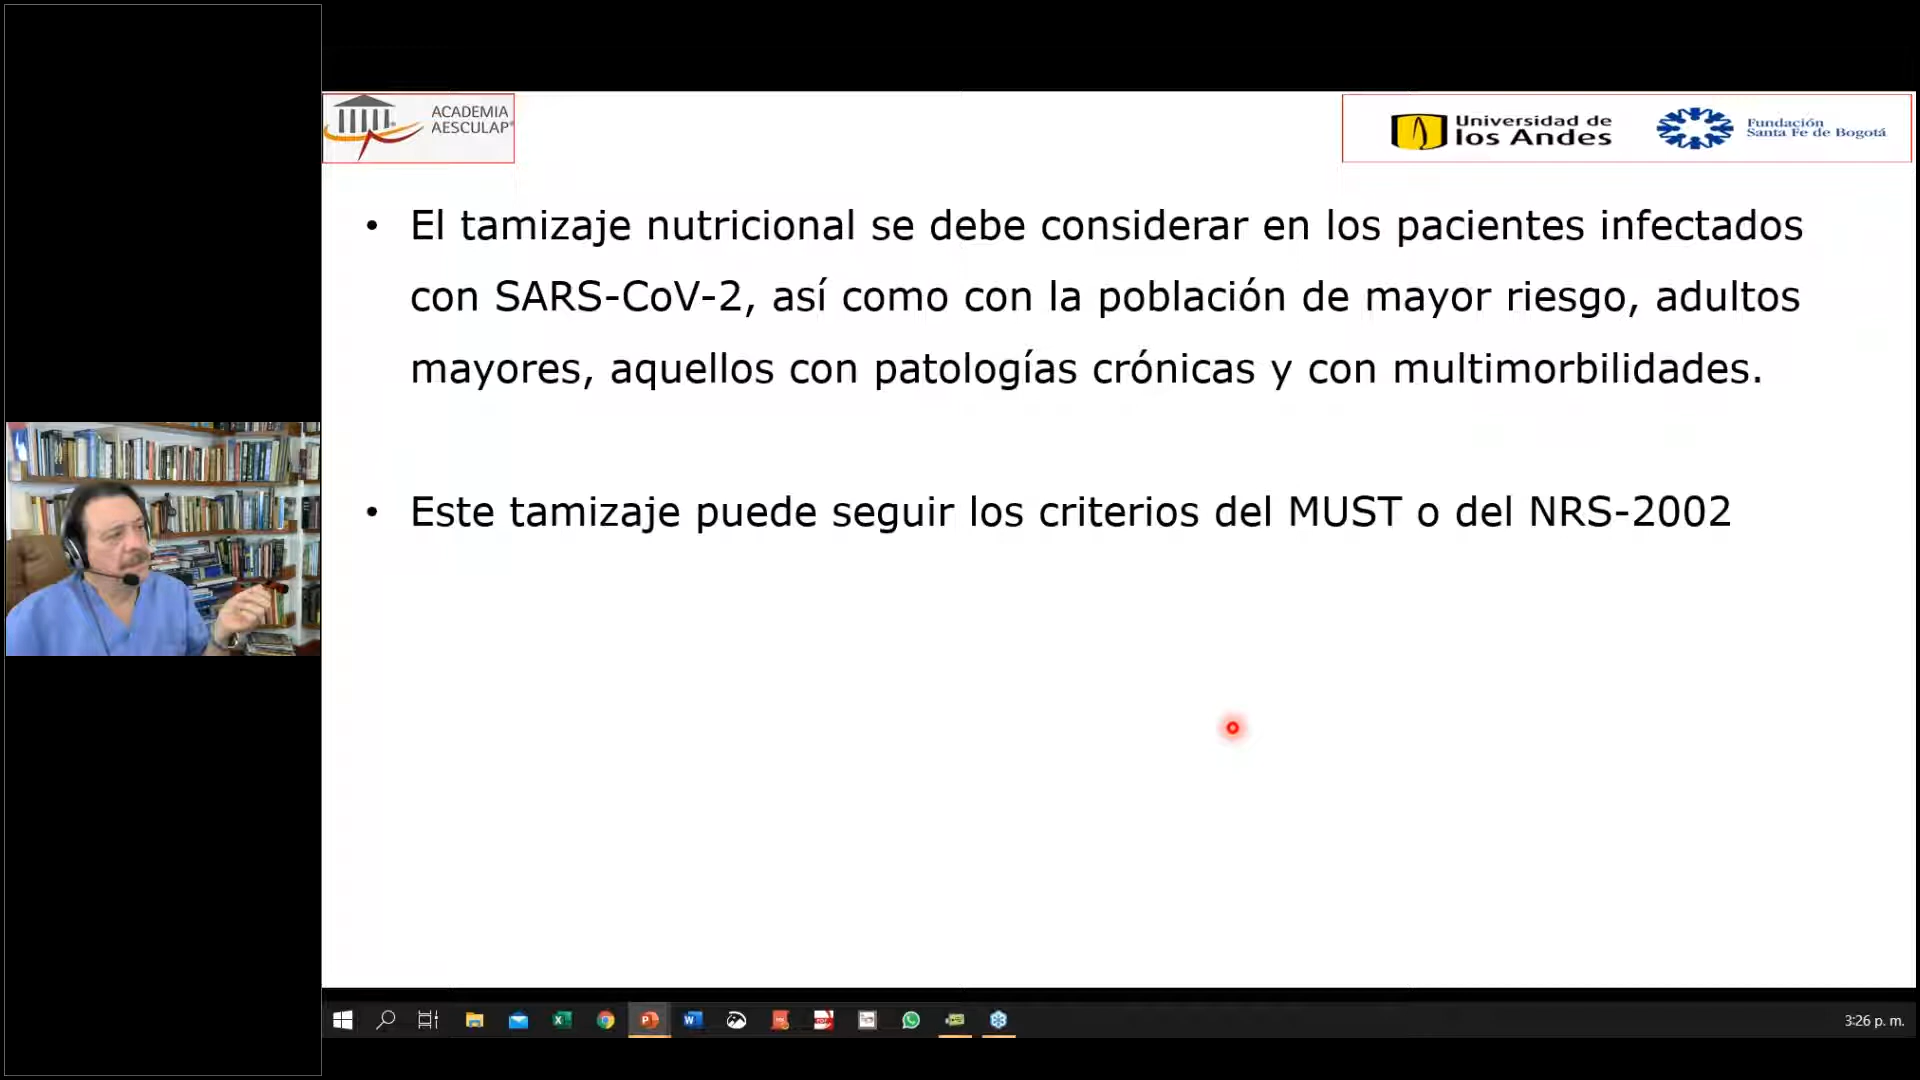 ACADEMIA
AESCULAP®
Universidad de
los Andes
Fundación
Santa Fe de Bogotá
• El tamizaje nutricional se debe considerar en los pacientes infectados
con SARS-CoV-2, así como con la población de mayor riesgo, adultos
mayores, aquellos con patologías crónicas y con multimorbilidades.
• Este tamizaje puede seguir los criterios del MUST o del NRS-2002
3:26 p. m.